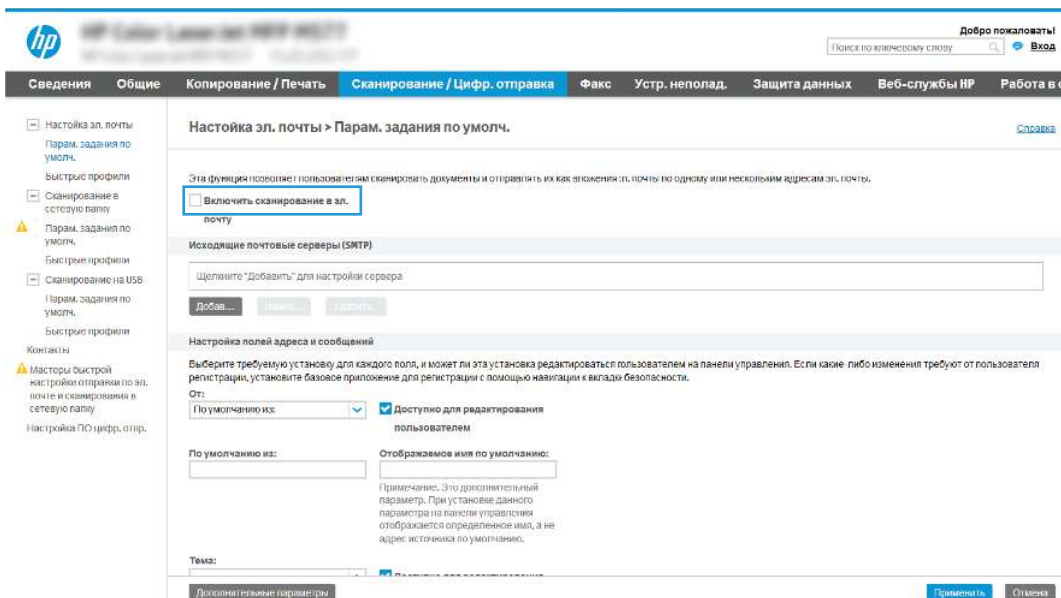 hp
Добро пожаловать!
Поиск по ключевому слову
Вход
Сведения Общие Копирование / Печать Сканирование / Цифр. отправка Факс Устр. неполад. Защита данных Веб-службы HP Работа в с
Настойка эл. почты
Парам. задания по
умолч.
Быстрые профили
Сканирование в
сетевую папку
Парам. задания по
умолч.
Быстрые профили
Сканирование на USB
Парам. задания по
умолч.
Быстрые профили
Контакты
Мастеры быстрой
настройки отправки по эл.
почте и сканирования в
сетевую папку
Настройка ПО цифр. отпр.
Настойка эл. почты > Парам. задания по умолч.
Справка
Эта функция позволяет пользователям сканировать документы и отправлять их как вложения эл. почты по одному или нескольким адресам эл. почты.
Включить сканирование в эл.
почту
Исходящие почтовые серверы (SMTP)
Щелкните "Добавить" для настройки сервера
Добав.... Измен... Удалить...
Настройка полей адреса и сообщений
Выберите требуемую установку для каждого поля, и может ли эта установка редактироваться пользователем на панели управления. Если какие-либо изменения требуют от пользователя
регистрации, установите базовое приложение для регистрации с помощью навигации к вкладке безопасности.
От:
По умолчанию из:
Доступно для редактирования
пользователем
По умолчанию из: Отображаемое имя по умолчанию:
Примечание. Это дополнительный
параметр. При установке данного
параметра на панели управления
отображается определенное имя, а не
адрес источника по умолчанию.
Тема:
Доступно для редактирования
Дополнительные параметры Применить Отмена